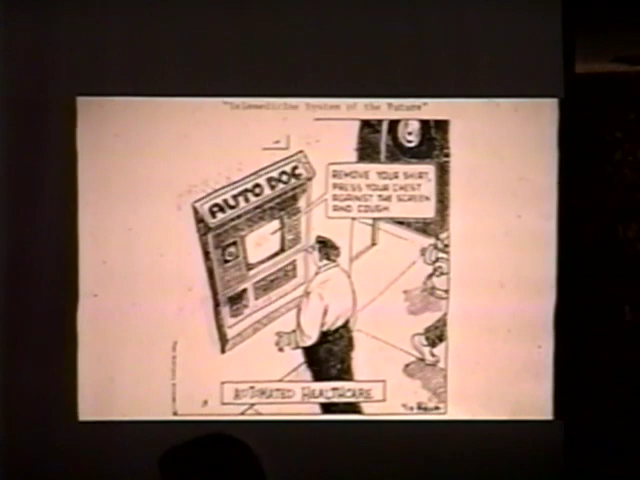 "Telemedicine System of the Future"
AUTO DOC
REMOVE YOUR SHIRT,
PRESS YOUR CHEST
AGAINST THE SCREEN
AND COUGH
AUTOMATED HEALTHCARE